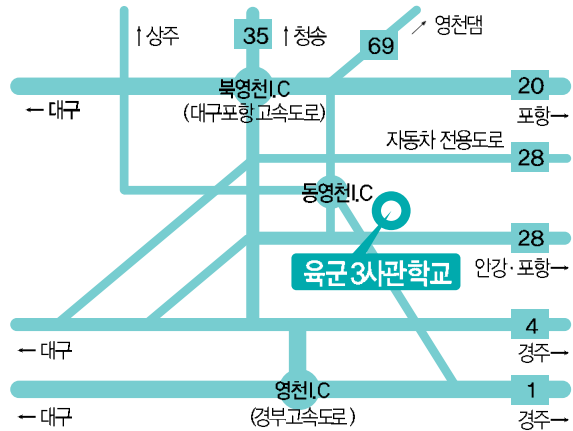 ↑상주
35
↑청송
69
↗ 영천댐
북영천I.C
(대구포항고속도로)
20
←대구
포항→
자동차 전용도로
28
동영천I.C
28
육군3사관학교
안강·포항→
4
←대구
경주→
영천I.C
1
(경부고속도로)
←대구
경주→